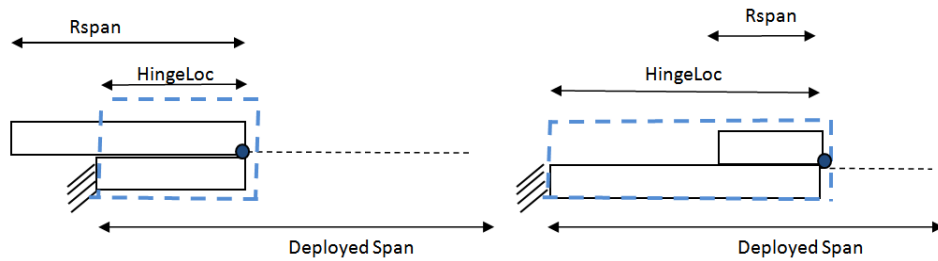 Rspan
HingeLoc
Deployed Span
Rspan
HingeLoc
Deployed Span